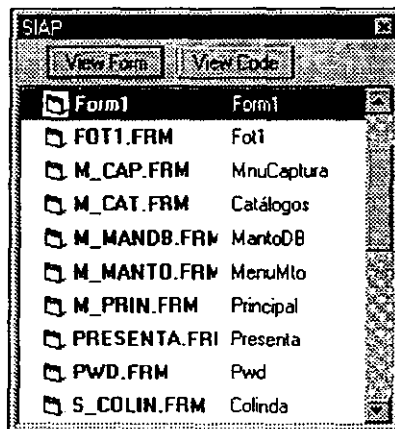 SIAP
View Form View Code
Form1 Form1
FOT1.FRM Fot1
M_CAP.FRM MnuCaptura
M_CAT.FRM Catálogos
M_MANDB.FRM MantoDB
M_MANTO.FRM MenuMto
M_PRIN.FRM Principal
PRESENTA.FRI Presenta
PWD.FRM Pwd
S_COLIN.FRM Colinda